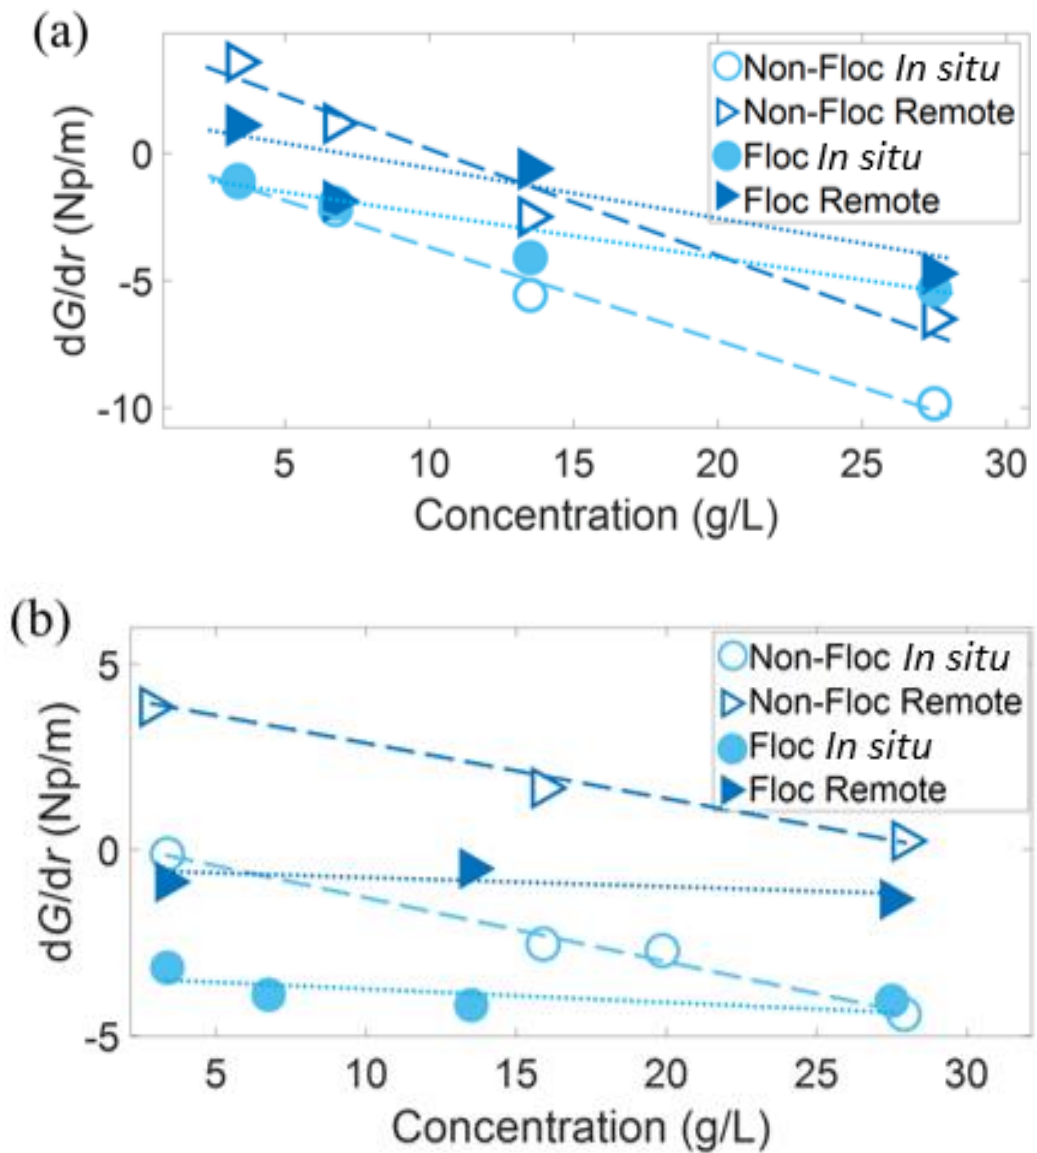 (a)
Non-Floc In situ
Non-Floc Remote
Floc In situ
Floc Remote
0
-5
-10
dG/dr (Np/m)
5 10 15 20 25 30
Concentration (g/L)
(b)
Non-Floc In situ
Non-Floc Remote
Floc In situ
Floc Remote
5
0
-5
dG/dr (Np/m)
5 10 15 20 25 30
Concentration (g/L)